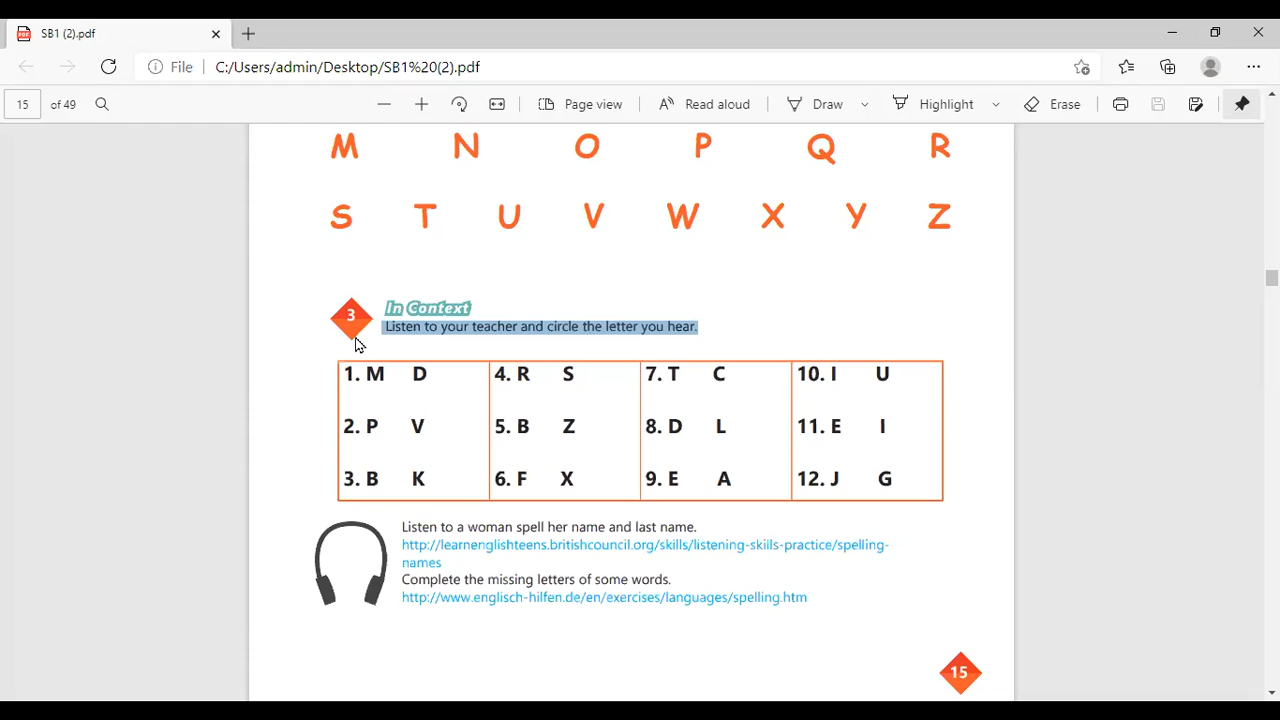 SB1 (2).pdf
File C:/Users/admin/Desktop/SB1%20(2).pdf
15 of 49 Page view Read aloud Draw Highlight Erase
M N O P Q R
S T U V W X Y Z
3 In Context
Listen to your teacher and circle the letter you hear.
1. M D 4. R S 7. T C 10. I U
2. P V 5. B Z 8. D L 11. E I
3. B K 6. F X 9. E A 12. J G
Listen to a woman spell her name and last name.
http://learnenglishteens.britishcouncil.org/skills/listening-skills-practice/spelling-
names
Complete the missing letters of some words.
http://www.englisch-hilfen.de/en/exercises/languages/spelling.htm
15